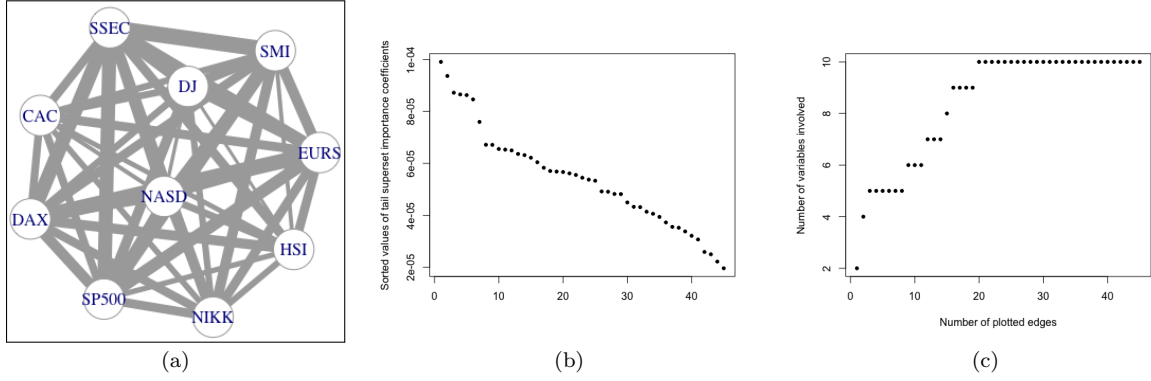 SSEC
SMI
DJ
CAC
EURS
NASD
DAX
HSI
SP500
NIKK
(a)
Sorted values of tail superset importance coefficients
1e-04
8e-05
6e-05
4e-05
2e-05
0 10 20 30 40
(b)
Number of variables involved
10
8
6
4
2
0 10 20 30 40
Number of plotted edges
(c)